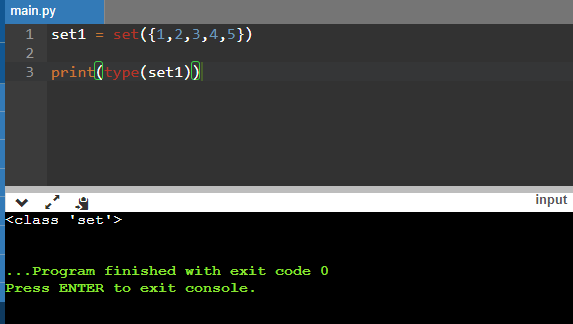 main.py
1 set1 = set({1,2,3,4,5})
2
3 print(type(set1))
input
<class 'set'>
...Program finished with exit code 0
Press ENTER to exit console.